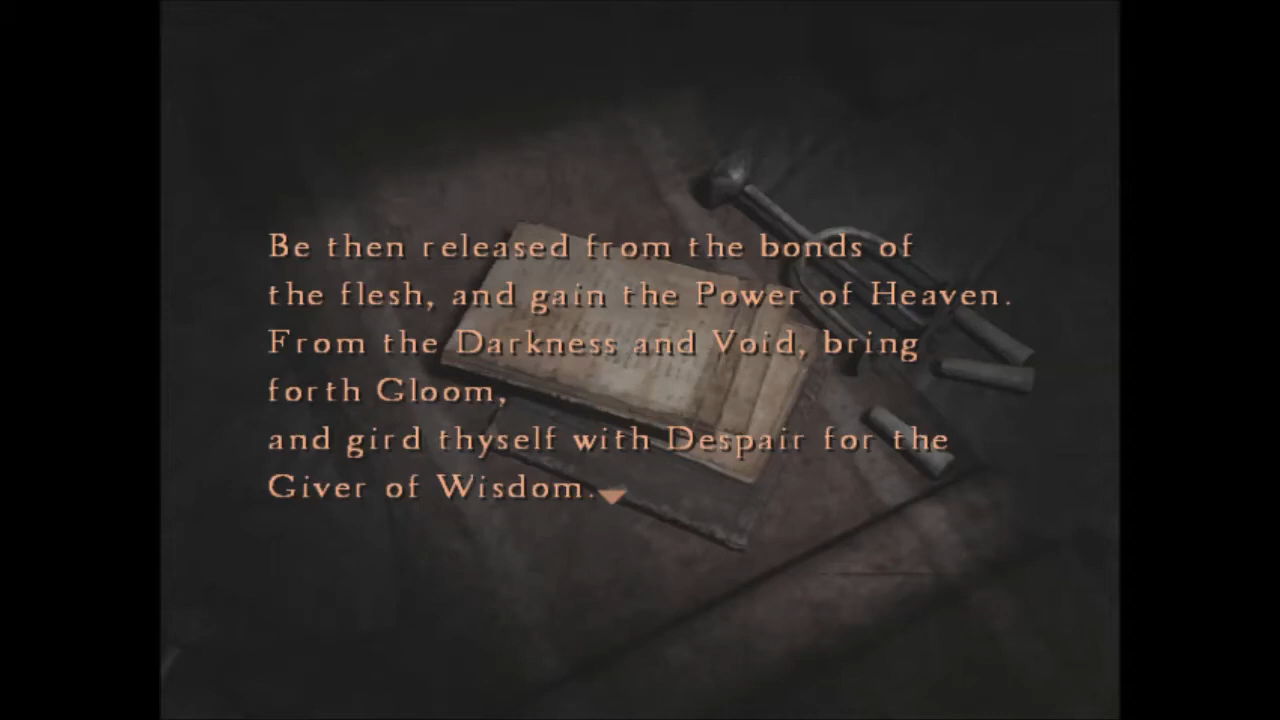 Be then released from the bonds of
the flesh, and gain the Power of Heaven.
From the Darkness and Void, bring
forth Gloom,
and gird thyself with Despair for the
Giver of Wisdom.